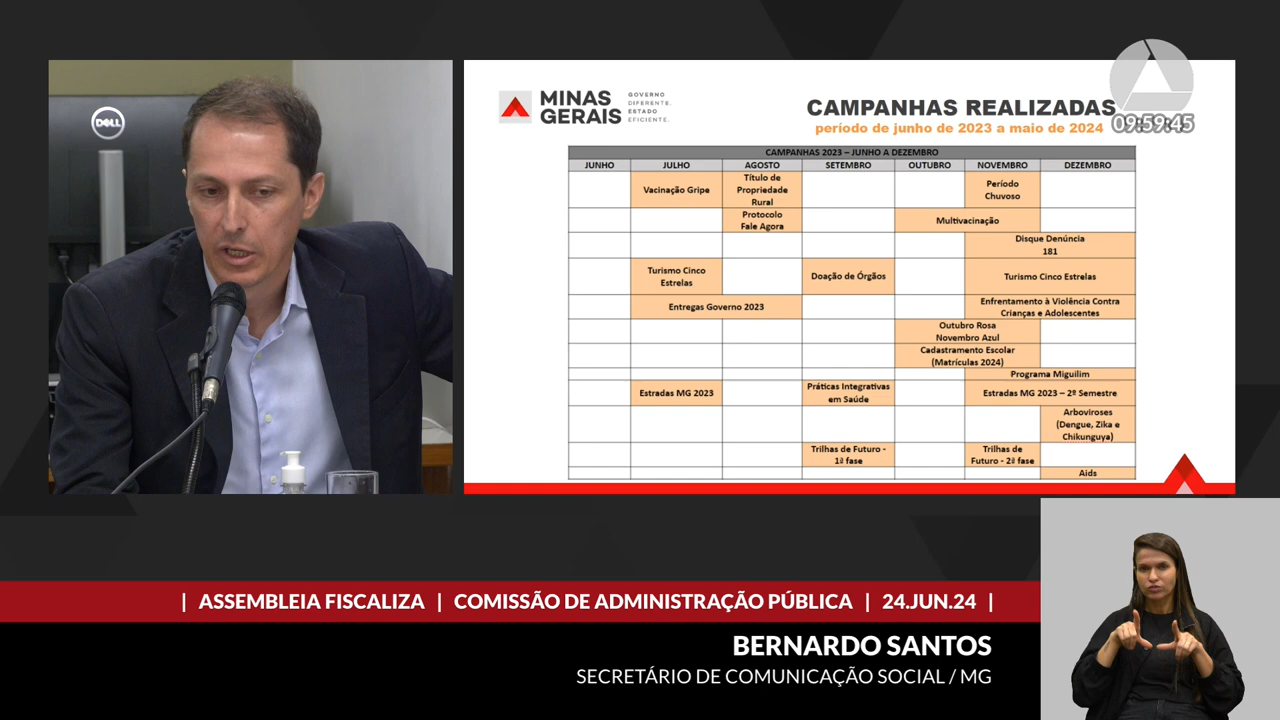 DELL
MINAS
GERAIS
GOVERNO
DIFERENTE.
ESTADO
EFICIENTE.
CAMPANHAS REALIZADAS
período de junho de 2023 a maio de 2024
09:59:45
CAMPANHAS 2023 – JUNHO A DEZEMBRO
JUNHO JULHO AGOSTO SETEMBRO OUTUBRO NOVEMBRO DEZEMBRO
Vacinação Gripe
Título de
Propriedade
Rural
Período
Chuvoso
Protocolo
Fale Agora
Multivacinação
Disque Denúncia
181
Turismo Cinco
Estrelas
Doação de Órgãos
Turismo Cinco Estrelas
Entregas Governo 2023
Enfrentamento à Violência Contra
Crianças e Adolescentes
Outubro Rosa
Novembro Azul
Cadastramento Escolar
(Matrículas 2024)
Programa Miguilim
Estradas MG 2023
Práticas Integrativas
em Saúde
Estradas MG 2023 – 2º Semestre
Arboviroses
(Dengue, Zika e
Chikunguya)
Trilhas de Futuro -
1ª fase
Trilhas de
Futuro - 2ª fase
Aids
| ASSEMBLEIA FISCALIZA | COMISSÃO DE ADMINISTRAÇÃO PÚBLICA | 24.JUN.24 |
BERNARDO SANTOS
SECRETÁRIO DE COMUNICAÇÃO SOCIAL / MG